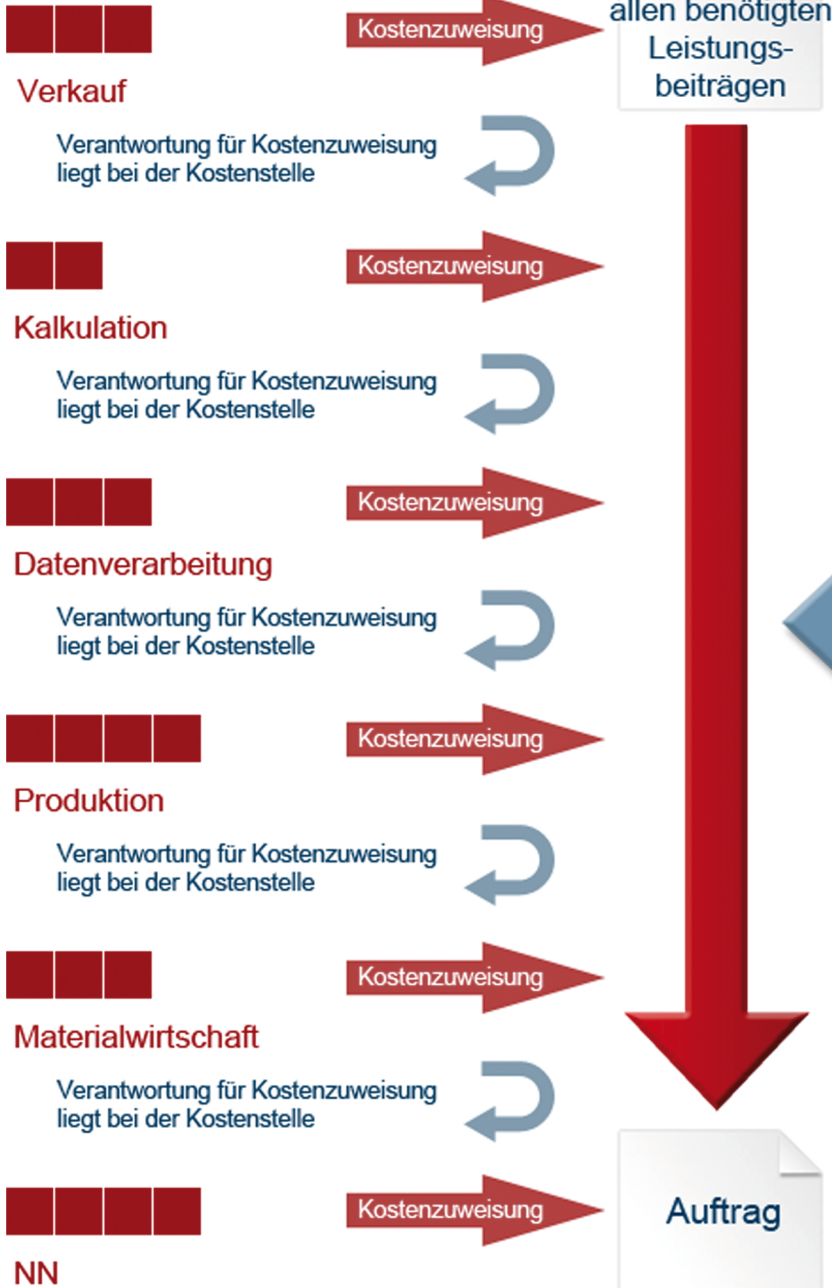 Kostenzuweisung
allen benötigten
Leistungs-
beiträgen
Verkauf
Verantwortung für Kostenzuweisung
liegt bei der Kostenstelle
Kostenzuweisung
Kalkulation
Verantwortung für Kostenzuweisung
liegt bei der Kostenstelle
Kostenzuweisung
Datenverarbeitung
Verantwortung für Kostenzuweisung
liegt bei der Kostenstelle
Kostenzuweisung
Produktion
Verantwortung für Kostenzuweisung
liegt bei der Kostenstelle
Kostenzuweisung
Materialwirtschaft
Verantwortung für Kostenzuweisung
liegt bei der Kostenstelle
Kostenzuweisung
Auftrag
NN